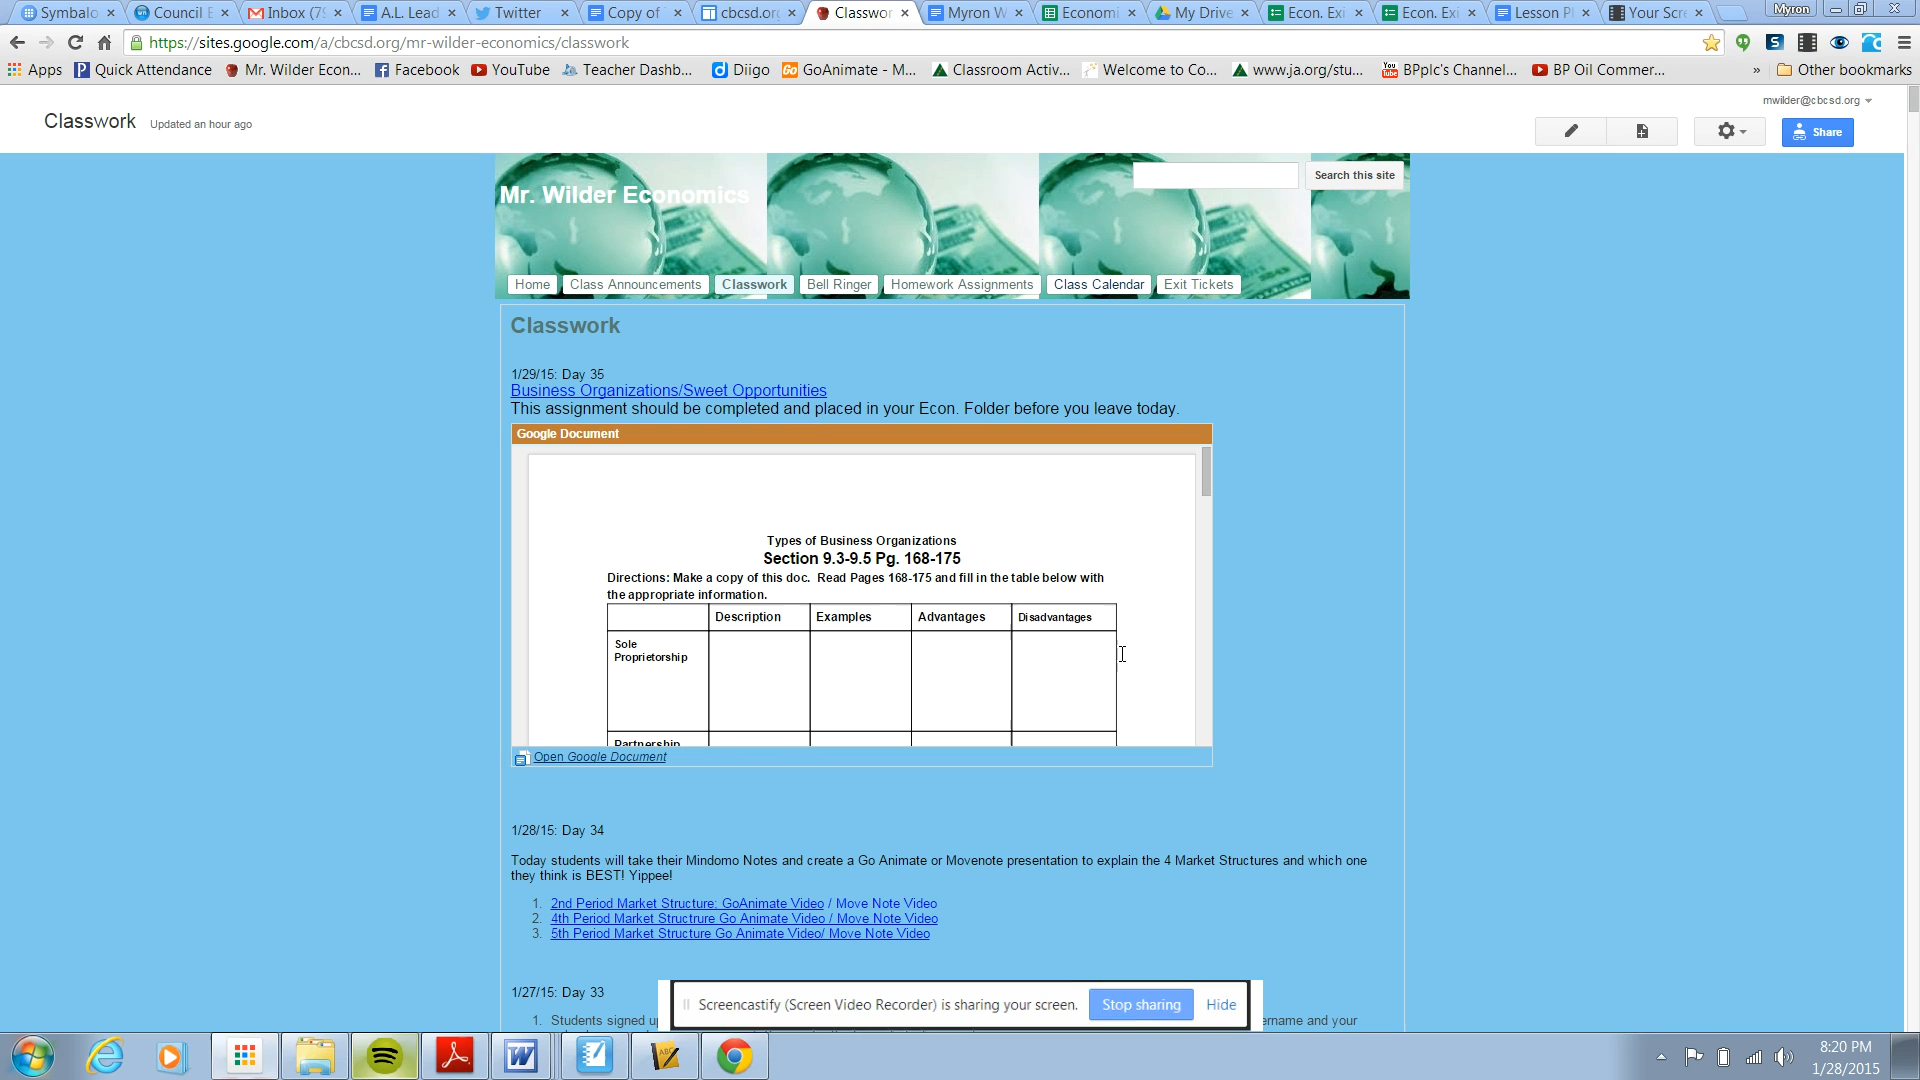 Symbalo
Council E
Inbox (79
A.L. Lead
Twitter
Copy of
cbcsd.or
Classwor
Myron W
Economi
My Drive
Econ. Exi
Econ. Exi
Lesson Pl
Your Scre
Myron
https://sites.google.com/a/cbcsd.org/mr-wilder-economics/classwork
Apps
Quick Attendance
Mr. Wilder Econ...
Facebook
YouTube
Teacher Dashb...
Diigo
GoAnimate - M...
Classroom Activ...
Welcome to Co...
www.ja.org/stu...
BPplc's Channel...
BP Oil Commer...
»
Other bookmarks
mwilder@cbcsd.org
Classwork Updated an hour ago
Share
Mr. Wilder Economics
Search this site
Home
Class Announcements
Classwork
Bell Ringer
Homework Assignments
Class Calendar
Exit Tickets
Classwork
1/29/15: Day 35
Business Organizations/Sweet Opportunities
This assignment should be completed and placed in your Econ. Folder before you leave today.
Google Document
Types of Business Organizations
Section 9.3-9.5 Pg. 168-175
Directions: Make a copy of this doc. Read Pages 168-175 and fill in the table below with
the appropriate information.
Description Examples Advantages Disadvantages
Sole
Proprietorship
Partnership
Open Google Document
1/28/15: Day 34
Today students will take their Mindomo Notes and create a Go Animate or Movenote presentation to explain the 4 Market Structures and which one
they think is BEST! Yippee!
1. 2nd Period Market Structure: GoAnimate Video / Move Note Video
2. 4th Period Market Structrure Go Animate Video / Move Note Video
3. 5th Period Market Structure Go Animate Video/ Move Note Video
1/27/15: Day 33
Screencastify (Screen Video Recorder) is sharing your screen. Stop sharing Hide
1. Students signed u
ername and your
8:20 PM
1/28/2015